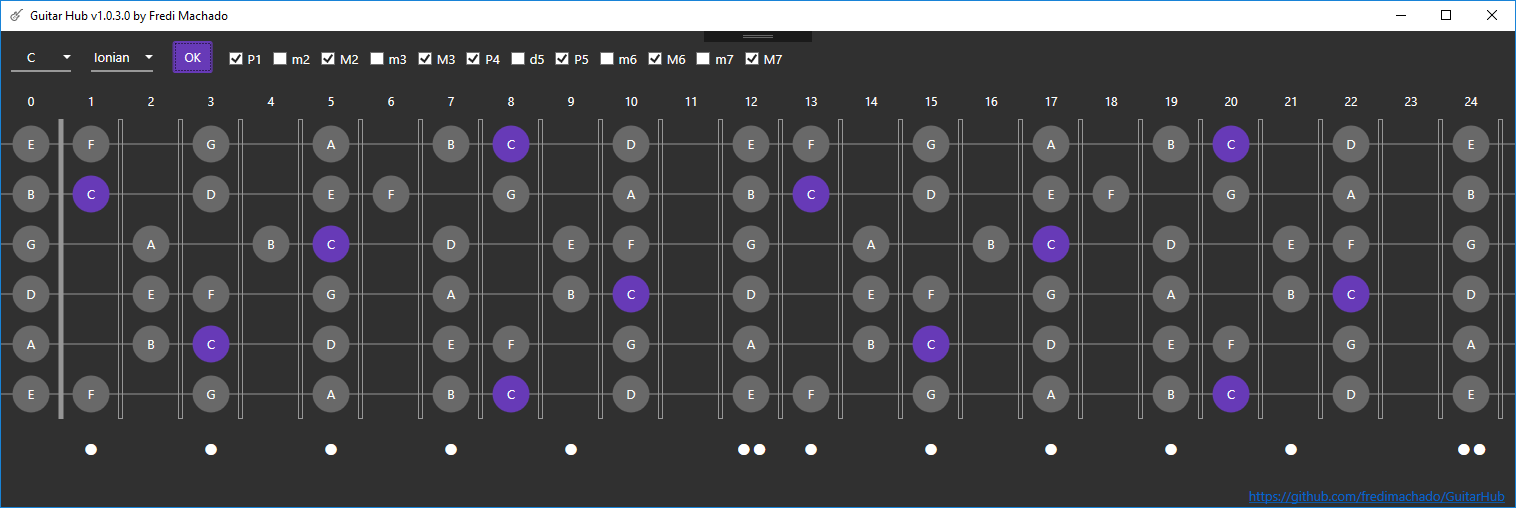 Guitar Hub v1.0.3.0 by Fredi Machado
C Ionian OK P1 m2 M2 m3 M3 P4 d5 P5 m6 M6 m7 M7
0 1 2 3 4 5 6 7 8 9 10 11 12 13 14 15 16 17 18 19 20 21 22 23 24
E F G A B C D E F G A B C D E
B C D E F G A B C D E F G A B
G A B C D E F G A B C D E F G
D E F G A B C D E F G A B C D
A B C D E F G A B C D E F G A
E F G A B C D E F G A B C D E
https://github.com/fredimachado/GuitarHub